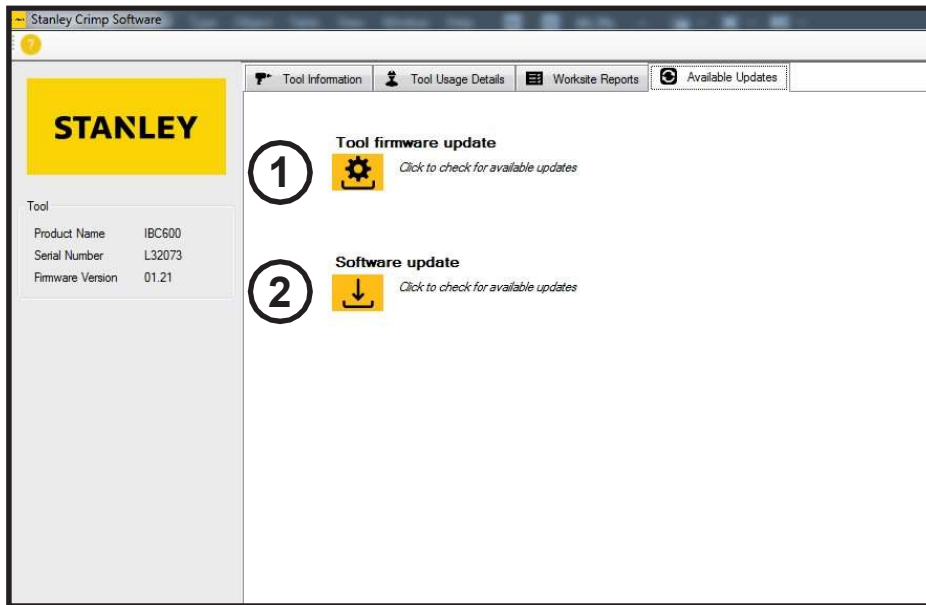 Stanley Crimp Software
?
Tool Information
Tool Usage Details
Worksite Reports
Available Updates
STANLEY
Tool
Product Name IBC600
Serial Number L32073
Firmware Version 01.21
1
Tool firmware update
Click to check for available updates
2
Software update
Click to check for available updates